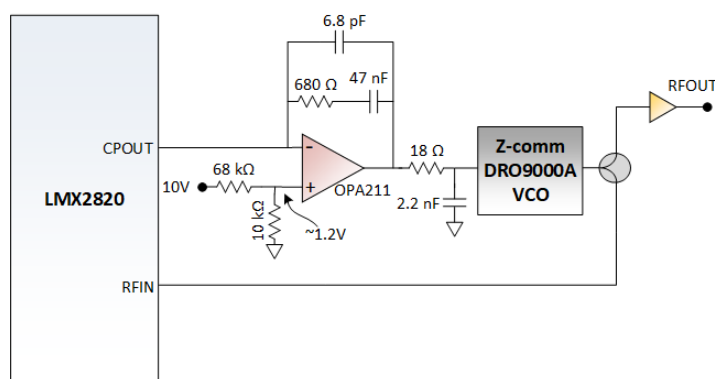 6.8 pF
680 Ω
47 nF
RFOUT
CPOUT
68 kΩ
18 Ω
Z-comm
DRO9000A
VCO
10V
OPA211
LMX2820
10 kΩ
~1.2V
2.2 nF
RFIN